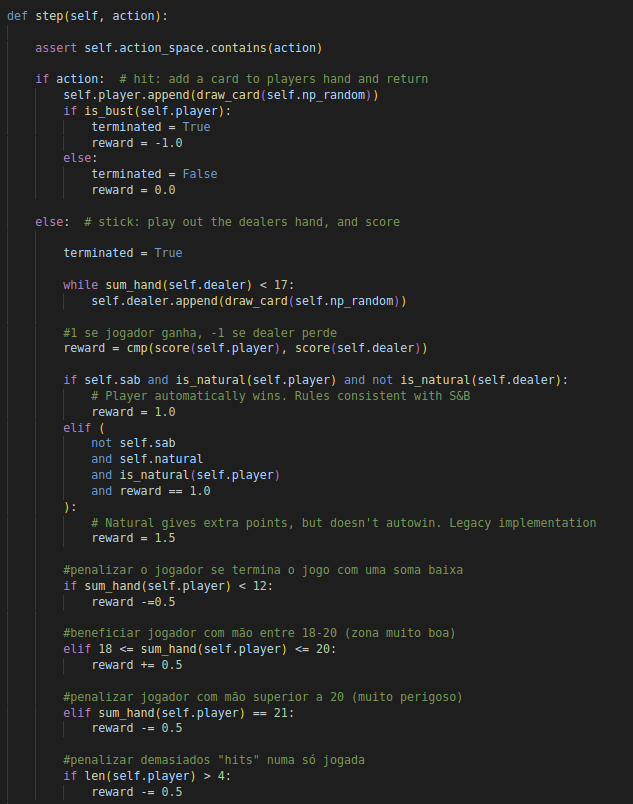 def step(self, action):
assert self.action_space.contains(action)
if action:  # hit: add a card to players hand and return
self.player.append(draw_card(self.np_random))
if is_bust(self.player):
terminated = True
reward = -1.0
else:
terminated = False
reward = 0.0
else:  # stick: play out the dealers hand, and score
terminated = True
while sum_hand(self.dealer) < 17:
self.dealer.append(draw_card(self.np_random))
#1 se jogador ganha, -1 se dealer perde
reward = cmp(score(self.player), score(self.dealer))
if self.sab and is_natural(self.player) and not is_natural(self.dealer):
# Player automatically wins. Rules consistent with S&B
reward = 1.0
elif (
not self.sab
and self.natural
and is_natural(self.player)
and reward == 1.0
):
# Natural gives extra points, but doesn't autowin. Legacy implementation
reward = 1.5
#penalizar o jogador se termina o jogo com uma soma baixa
if sum_hand(self.player) < 12:
reward -=0.5
#beneficiar jogador com mão entre 18-20 (zona muito boa)
elif 18 <= sum_hand(self.player) <= 20:
reward += 0.5
#penalizar jogador com mão superior a 20 (muito perigoso)
elif sum_hand(self.player) == 21:
reward -= 0.5
#penalizar demasiados "hits" numa só jogada
if len(self.player) > 4:
reward -= 0.5